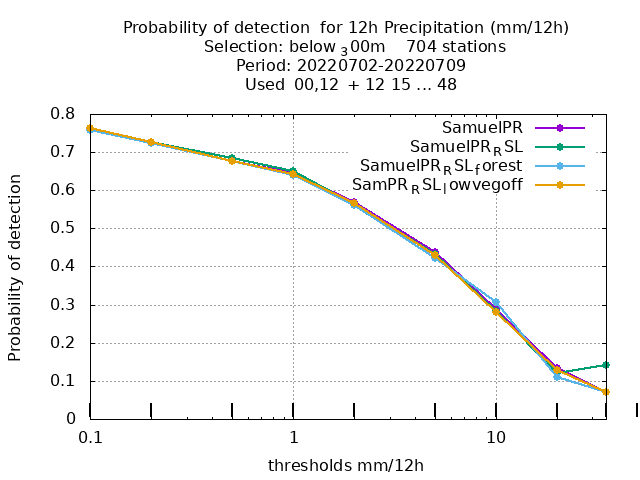 Probability of detection for 12h Precipitation (mm/12h)
Selection: below ₃00m 704 stations
Period: 20220702-20220709
Used 00,12 + 12 15 ... 48
SamuelPR
SamuelPR_RSL
SamuelPR_RSL_forest
SamPR_RSL_lowvegoff
Probability of detection
0.8
0.7
0.6
0.5
0.4
0.3
0.2
0.1
0
0.1 1 10
thresholds mm/12h